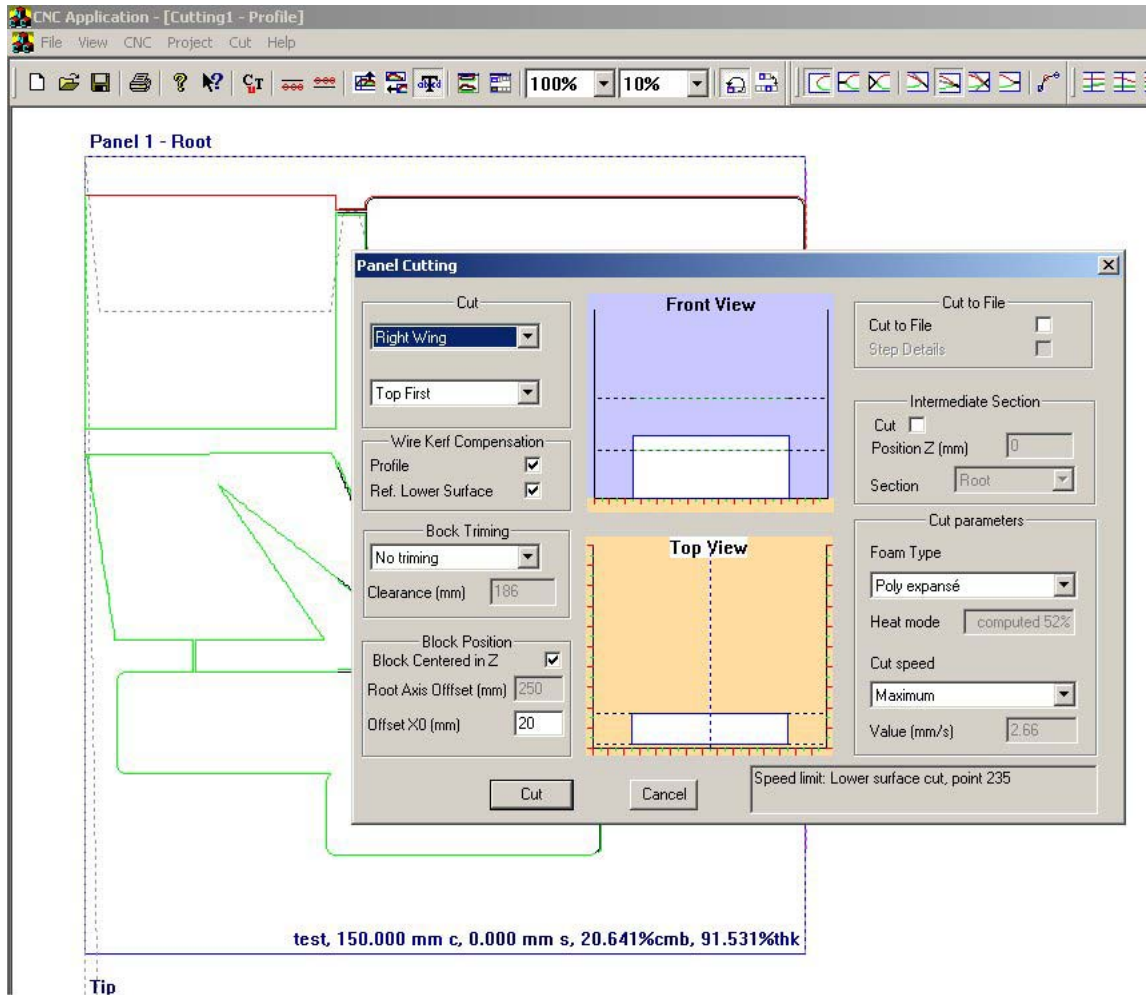 CNC Application - [Cutting1 - Profile]
File View CNC Project Cut Help
100% 10%
Panel 1 - Root
Panel Cutting
Cut
Right Wing
Top First
Wire Kerf Compensation
Profile
Ref. Lower Surface
Bock Triming
No triming
Clearance (mm) 186
Block Position
Block Centered in Z
Root Axis Offfset (mm) 250
Offset X0 (mm) 20
Front View
Top View
Cut to File
Cut to File
Step Details
Intermediate Section
Cut
Position Z (mm) 0
Section Root
Cut parameters
Foam Type
Poly expansé
Heat mode computed 52%
Cut speed
Maximum
Value (mm/s) 2.66
Cut Cancel
Speed limit: Lower surface cut, point 235
test, 150.000 mm c, 0.000 mm s, 20.641%cmb, 91.531%thk
Tip